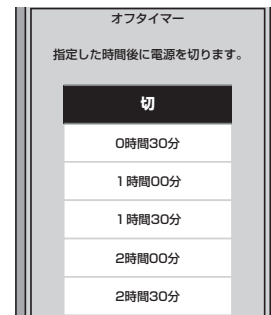 オフタイマー
指定した時間後に電源を切ります。
切
0時間30分
1時間00分
1時間30分
2時間00分
2時間30分